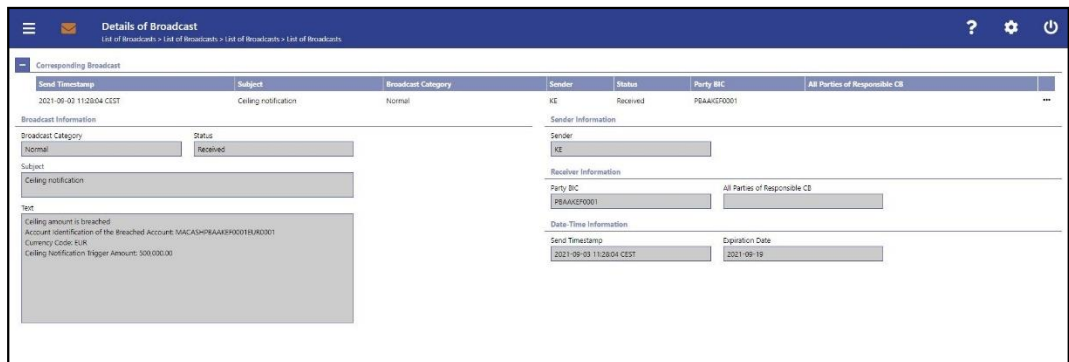 Details of Broadcast
List of Broadcasts > List of Broadcasts > List of Broadcasts > List of Broadcasts
Corresponding Broadcast
Send Timestamp Subject Broadcast Category Sender Status Party BIC All Parties of Responsible CB
2021-09-03 11:28:04 CEST Ceiling notification Normal KE Received PBAAKEF0001
Broadcast Information Sender Information
Broadcast Category Status Sender
Normal Received KE
Subject
Ceiling notification
Receiver Information
Party BIC All Parties of Responsible CB
PBAAKEF0001
Text
Ceiling amount is breached
Account Identification of the Breached Account: MACASHPBAAKEF0001EUR0001
Currency Code: EUR
Ceiling Notification Trigger Amount: 500,000.00
Date-Time Information
Send Timestamp Expiration Date
2021-09-03 11:28:04 CEST 2021-09-19